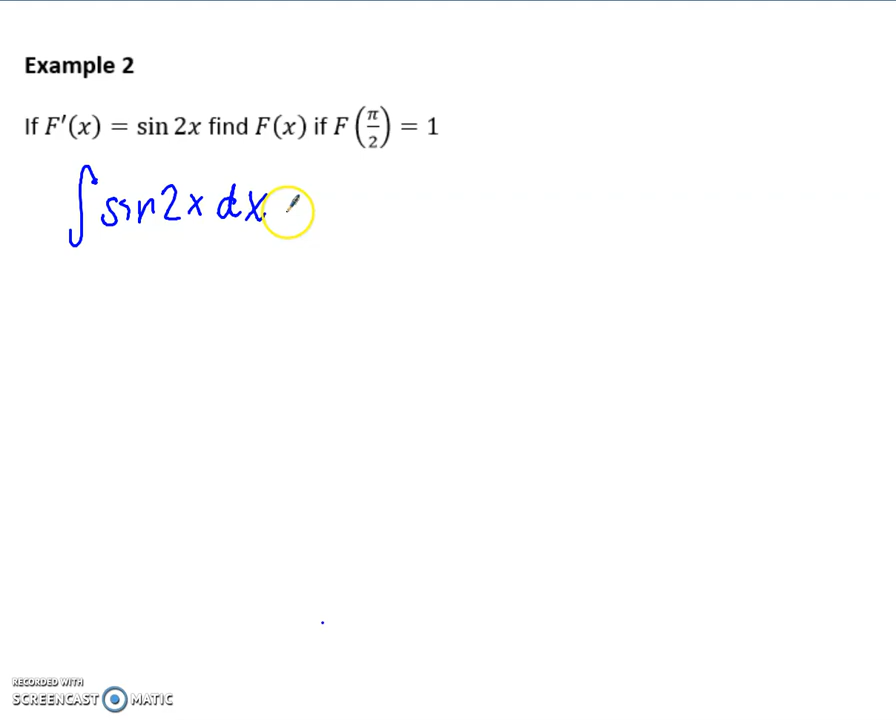 Example 2
If F′(x) = sin 2x find F(x) if F (π/2) = 1
∫ sin2x dx
RECORDED WITH
SCREENCAST MATIC